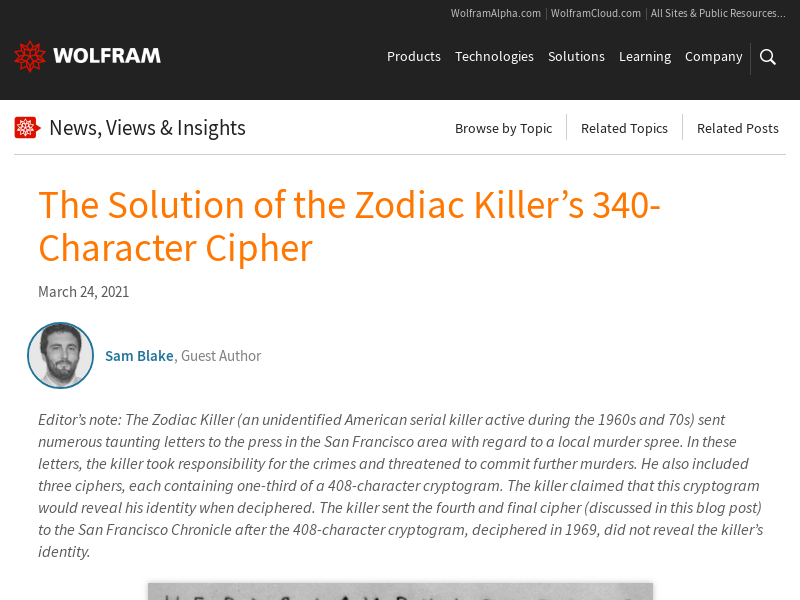 WolframAlpha.com | WolframCloud.com | All Sites & Public Resources...
WOLFRAM
Products Technologies Solutions Learning Company
News, Views & Insights
Browse by Topic Related Topics Related Posts
The Solution of the Zodiac Killer’s 340-
Character Cipher
March 24, 2021
Sam Blake, Guest Author
Editor’s note: The Zodiac Killer (an unidentified American serial killer active during the 1960s and 70s) sent
numerous taunting letters to the press in the San Francisco area with regard to a local murder spree. In these
letters, the killer took responsibility for the crimes and threatened to commit further murders. He also included
three ciphers, each containing one-third of a 408-character cryptogram. The killer claimed that this cryptogram
would reveal his identity when deciphered. The killer sent the fourth and final cipher (discussed in this blog post)
to the San Francisco Chronicle after the 408-character cryptogram, deciphered in 1969, did not reveal the killer’s
identity.